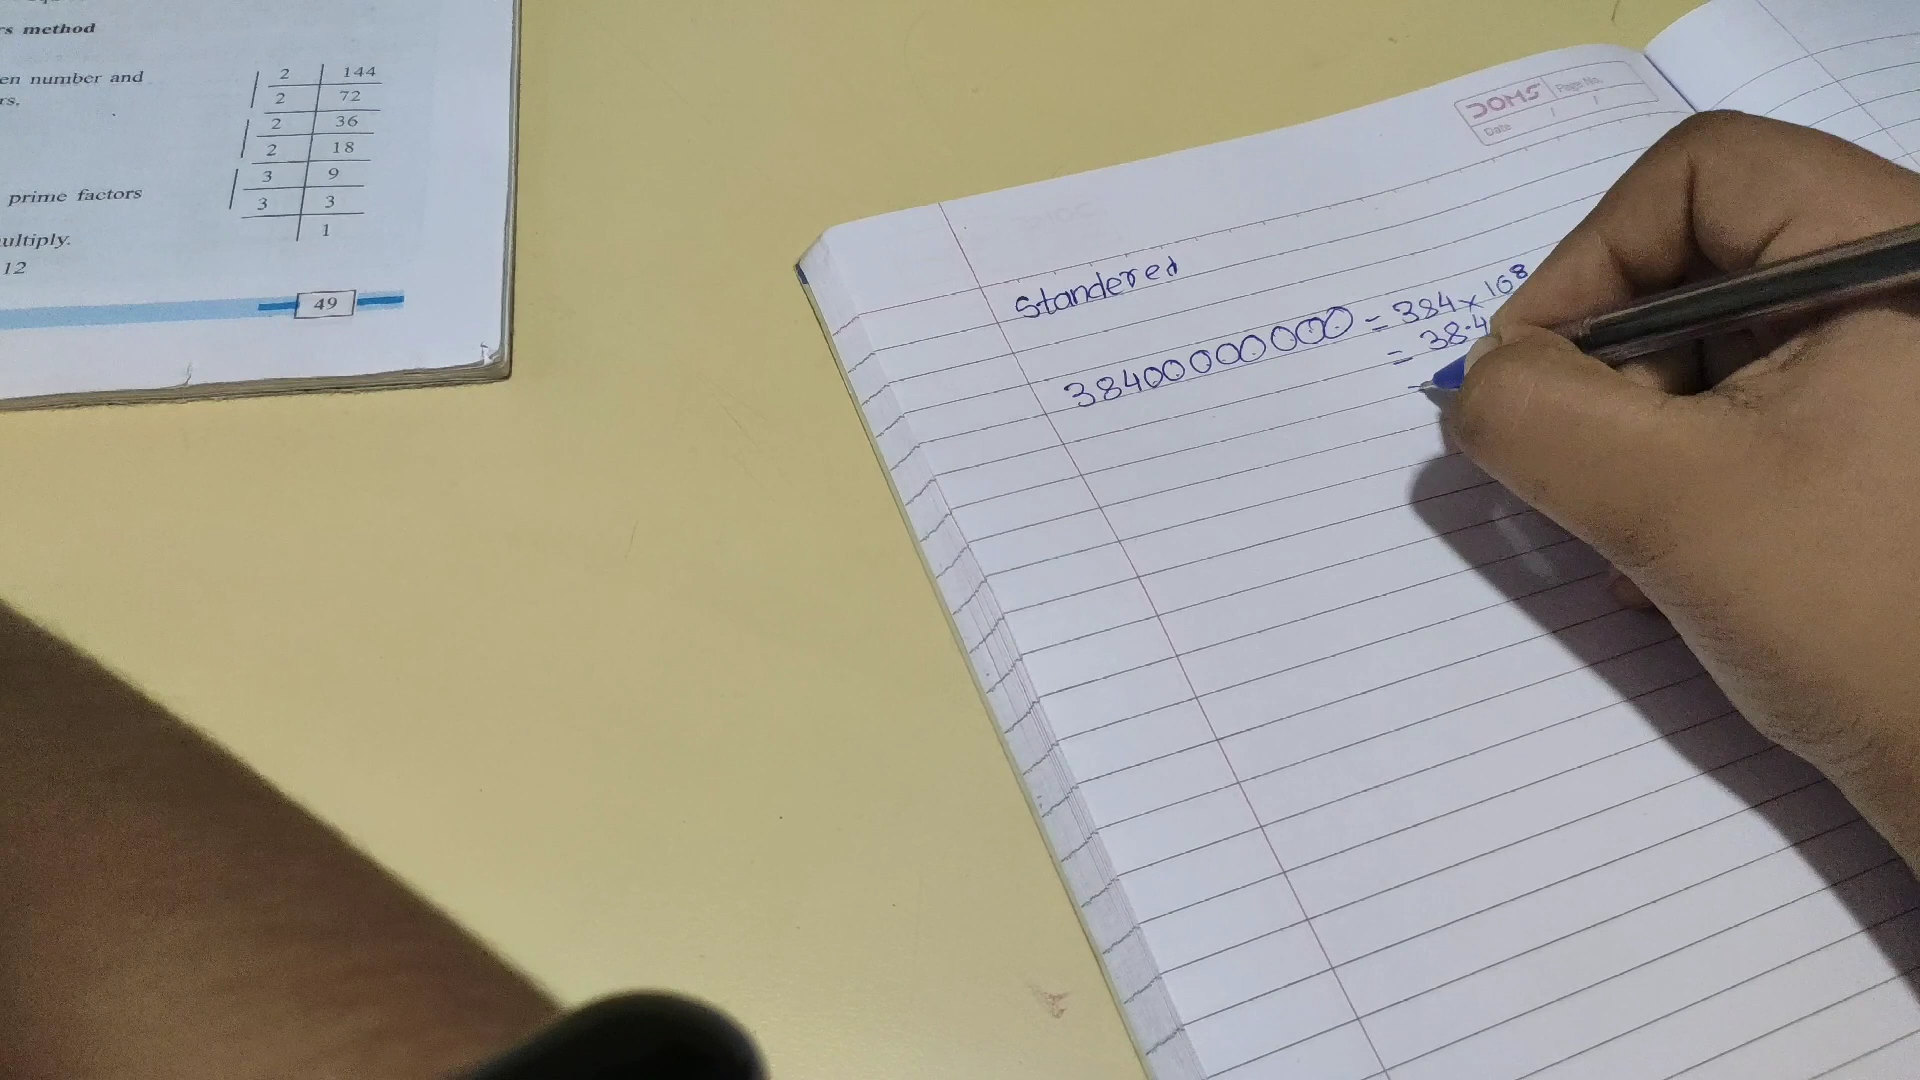 rs method
en number and
rs.
prime factors
ultiply.
12
2 144
2 72
2 36
2 18
3 9
3 3
1
49
DOMS Page No.
Date / /
Standered
38400000000 = 384 × 10⁸
= 38.4